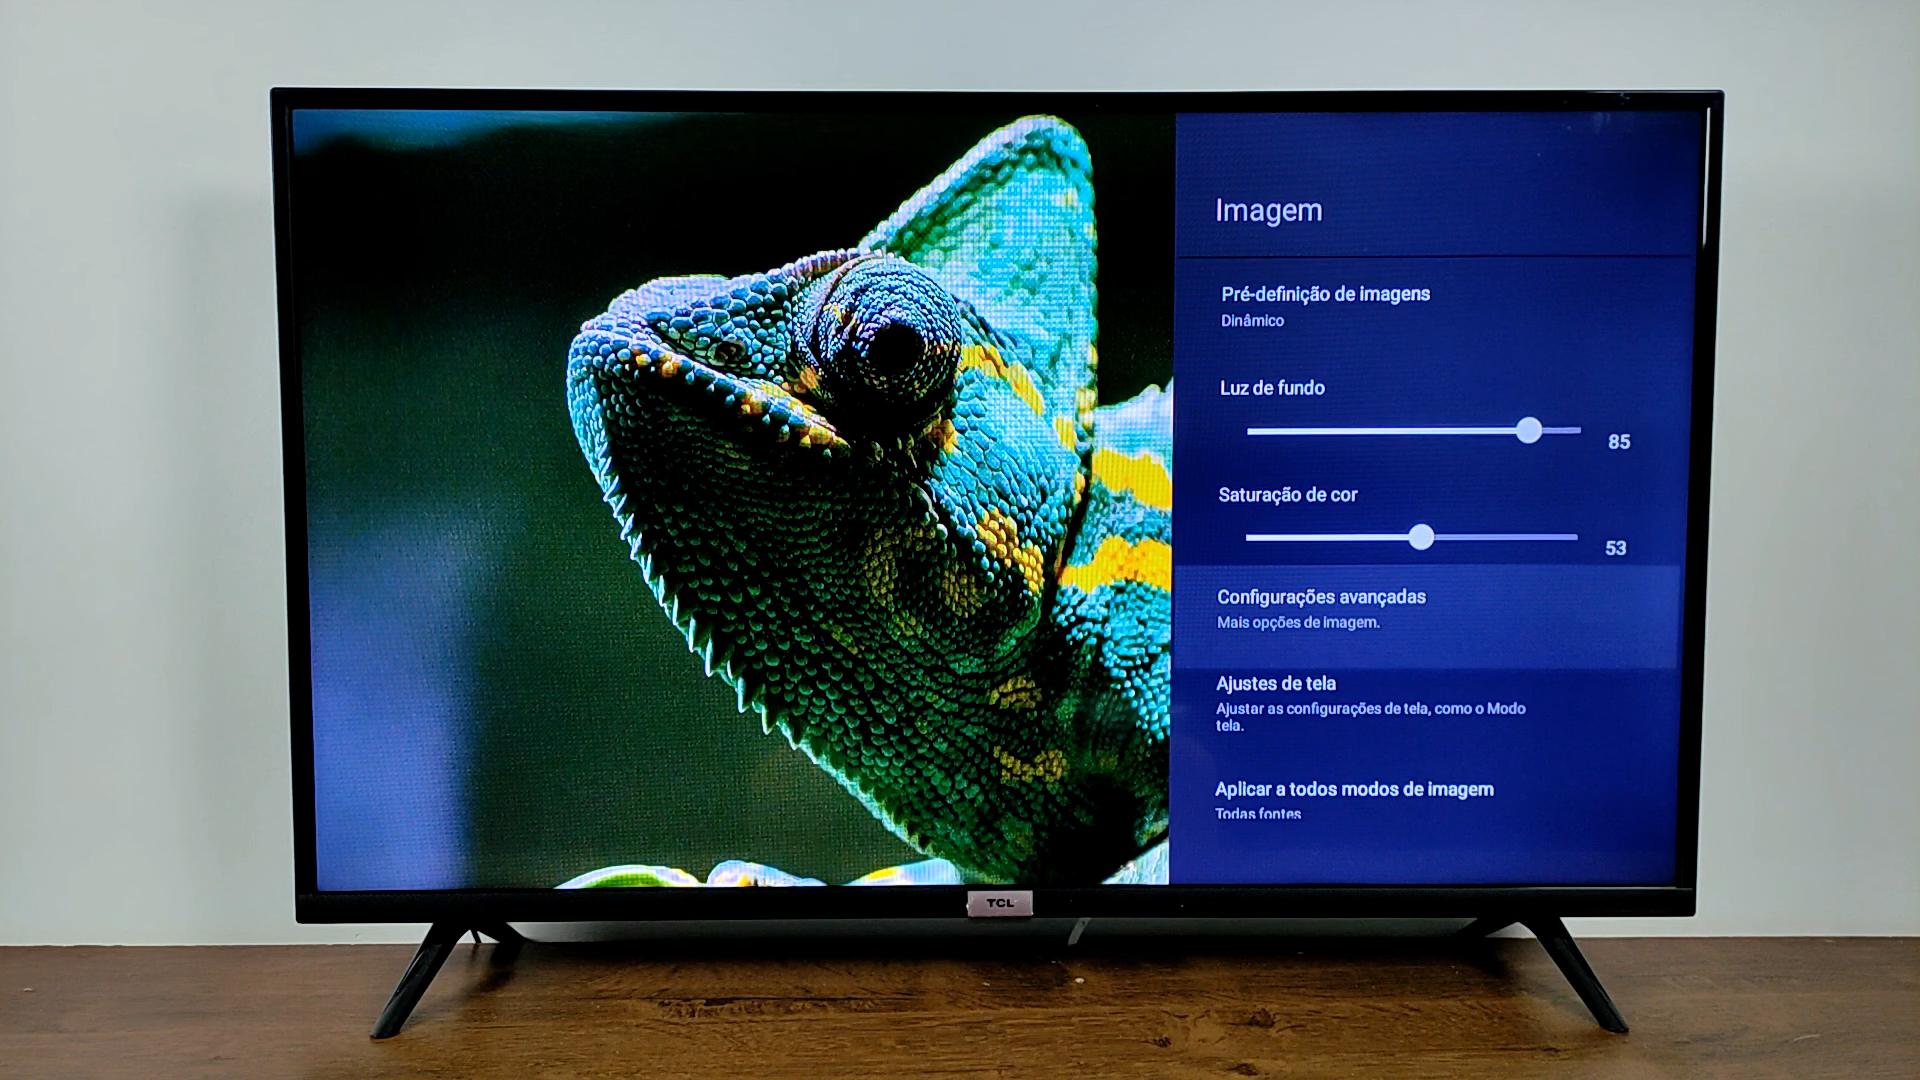 Imagem
Pré-definição de imagens
Dinâmico
Luz de fundo
85
Saturação de cor
53
Configurações avançadas
Mais opções de imagem.
Ajustes de tela
Ajustar as configurações de tela, como o Modo
tela.
Aplicar a todos modos de imagem
Todas fontes
TCL